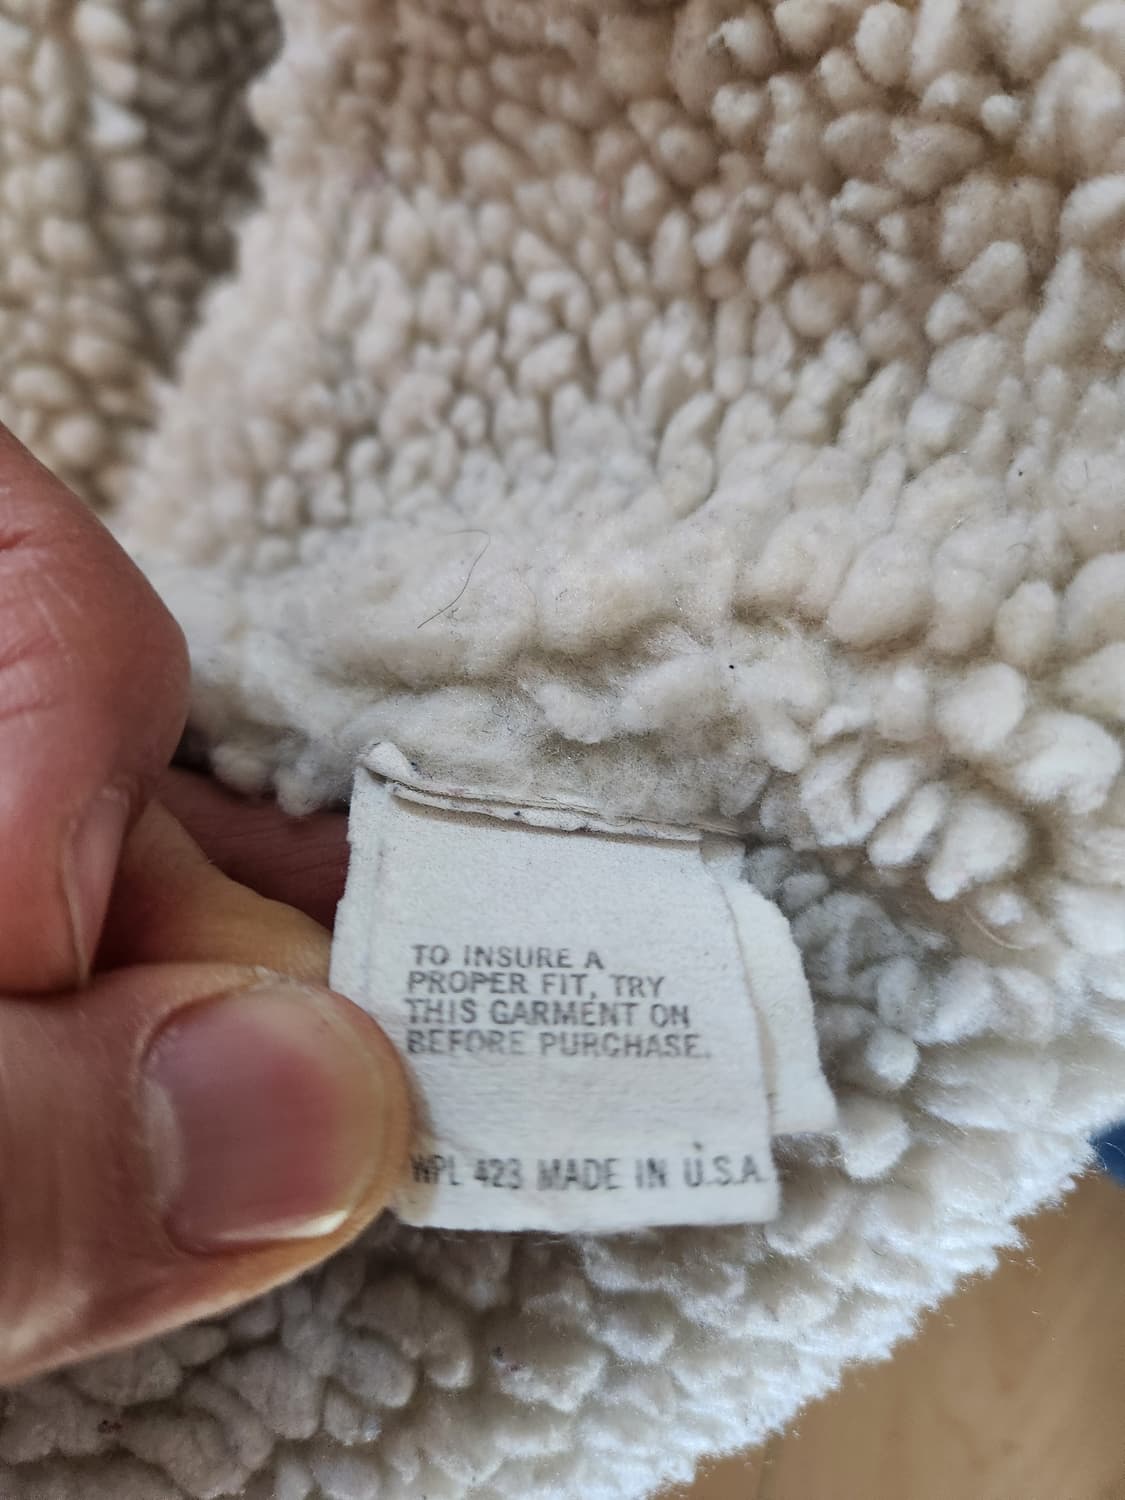 TO INSURE A
PROPER FIT, TRY
THIS GARMENT ON
BEFORE PURCHASE.
WPL 423 MADE IN U.S.A.